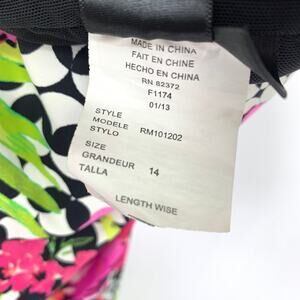 MADE IN CHINA
FAIT EN CHINE
HECHO EN CHINA
RN 82372
F1174
01/13
STYLE
MODELE RM101202
STYLO
SIZE
GRANDEUR 14
TALLA
LENGTH WISE